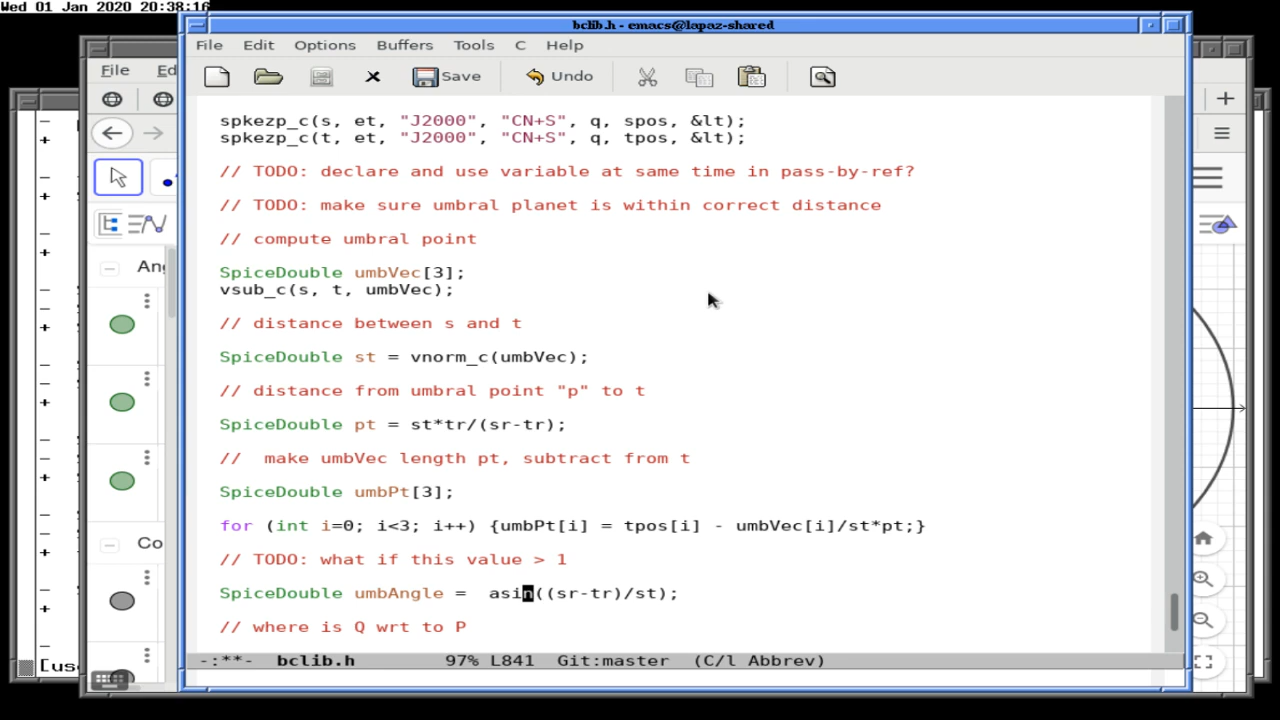 Wed 01 Jan 2020 20:38:16
bclib.h - emacs@lapaz-shared
File Edit Options Buffers Tools C Help
Save Undo
File Ed
spkezp_c(s, et, "J2000", "CN+S", q, spos, &lt);
spkezp_c(t, et, "J2000", "CN+S", q, tpos, &lt);
// TODO: declare and use variable at same time in pass-by-ref?
// TODO: make sure umbral planet is within correct distance
// compute umbral point
Ang
SpiceDouble umbVec[3];
vsub_c(s, t, umbVec);
// distance between s and t
SpiceDouble st = vnorm_c(umbVec);
// distance from umbral point "p" to t
SpiceDouble pt = st*tr/(sr-tr);
//  make umbVec length pt, subtract from t
SpiceDouble umbPt[3];
for (int i=0; i<3; i++) {umbPt[i] = tpos[i] - umbVec[i]/st*pt;}
Co
// TODO: what if this value > 1
SpiceDouble umbAngle =  asin((sr-tr)/st);
// where is Q wrt to P
-:**-  bclib.h        97% L841  Git:master  (C/l Abbrev)
[use